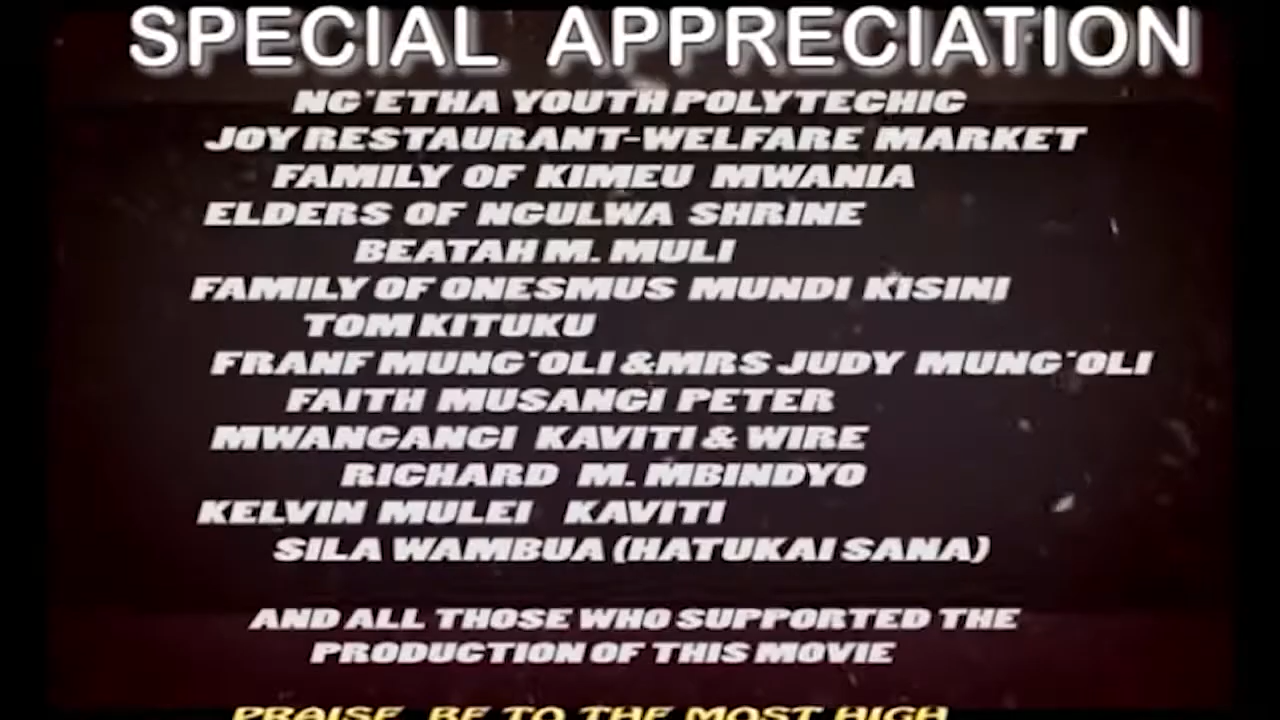 SPECIAL APPRECIATION
NG'ETHA YOUTH POLYTECHIC
JOY RESTAURANT-WELFARE MARKET
FAMILY OF KIMEU MWANIA
ELDERS OF NGULWA SHRINE
BEATAH M. MULI
FAMILY OF ONESMUS MUNDI KISINI
TOM KITUKU
FRANF MUNG'OLI &MRS JUDY MUNG'OLI
FAITH MUSANGI PETER
MWANGANGI KAVITI & WIRE
RICHARD M. MBINDYO
KELVIN MULEI KAVITI
SILA WAMBUA (HATUKAI SANA)
AND ALL THOSE WHO SUPPORTED THE
PRODUCTION OF THIS MOVIE
PRAISE BE TO THE MOST HIGH